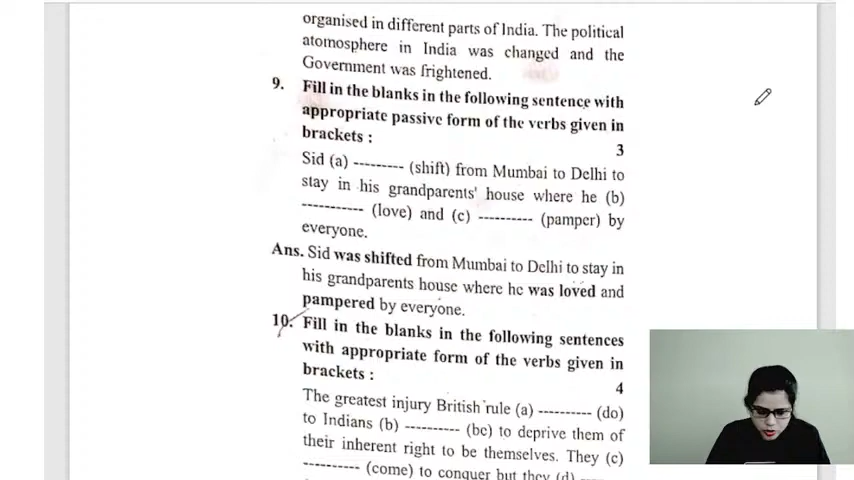 organised in different parts of India. The political
atomosphere in India was changed and the
Government was frightened.
9. Fill in the blanks in the following sentence with
appropriate passive form of the verbs given in
brackets : 3
Sid (a) --------- (shift) from Mumbai to Delhi to
stay in his grandparents' house where he (b)
----------- (love) and (c) ---------- (pamper) by
everyone.
Ans. Sid was shifted from Mumbai to Delhi to stay in
his grandparents house where he was loved and
pampered by everyone.
10. Fill in the blanks in the following sentences
with appropriate form of the verbs given in
brackets : 4
The greatest injury British rule (a) ---------- (do)
to Indians (b) ---------- (be) to deprive them of
their inherent right to be themselves. They (c)
---------- (come) to conquer but they (d) ----